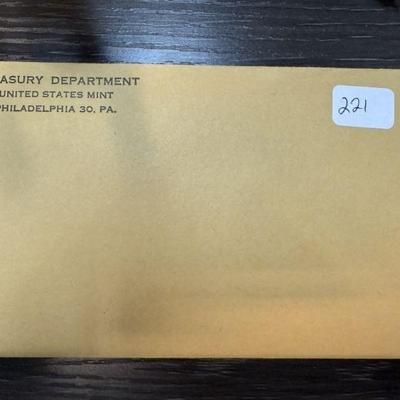 ASURY DEPARTMENT
UNITED STATES MINT
PHILADELPHIA 30, PA.
221